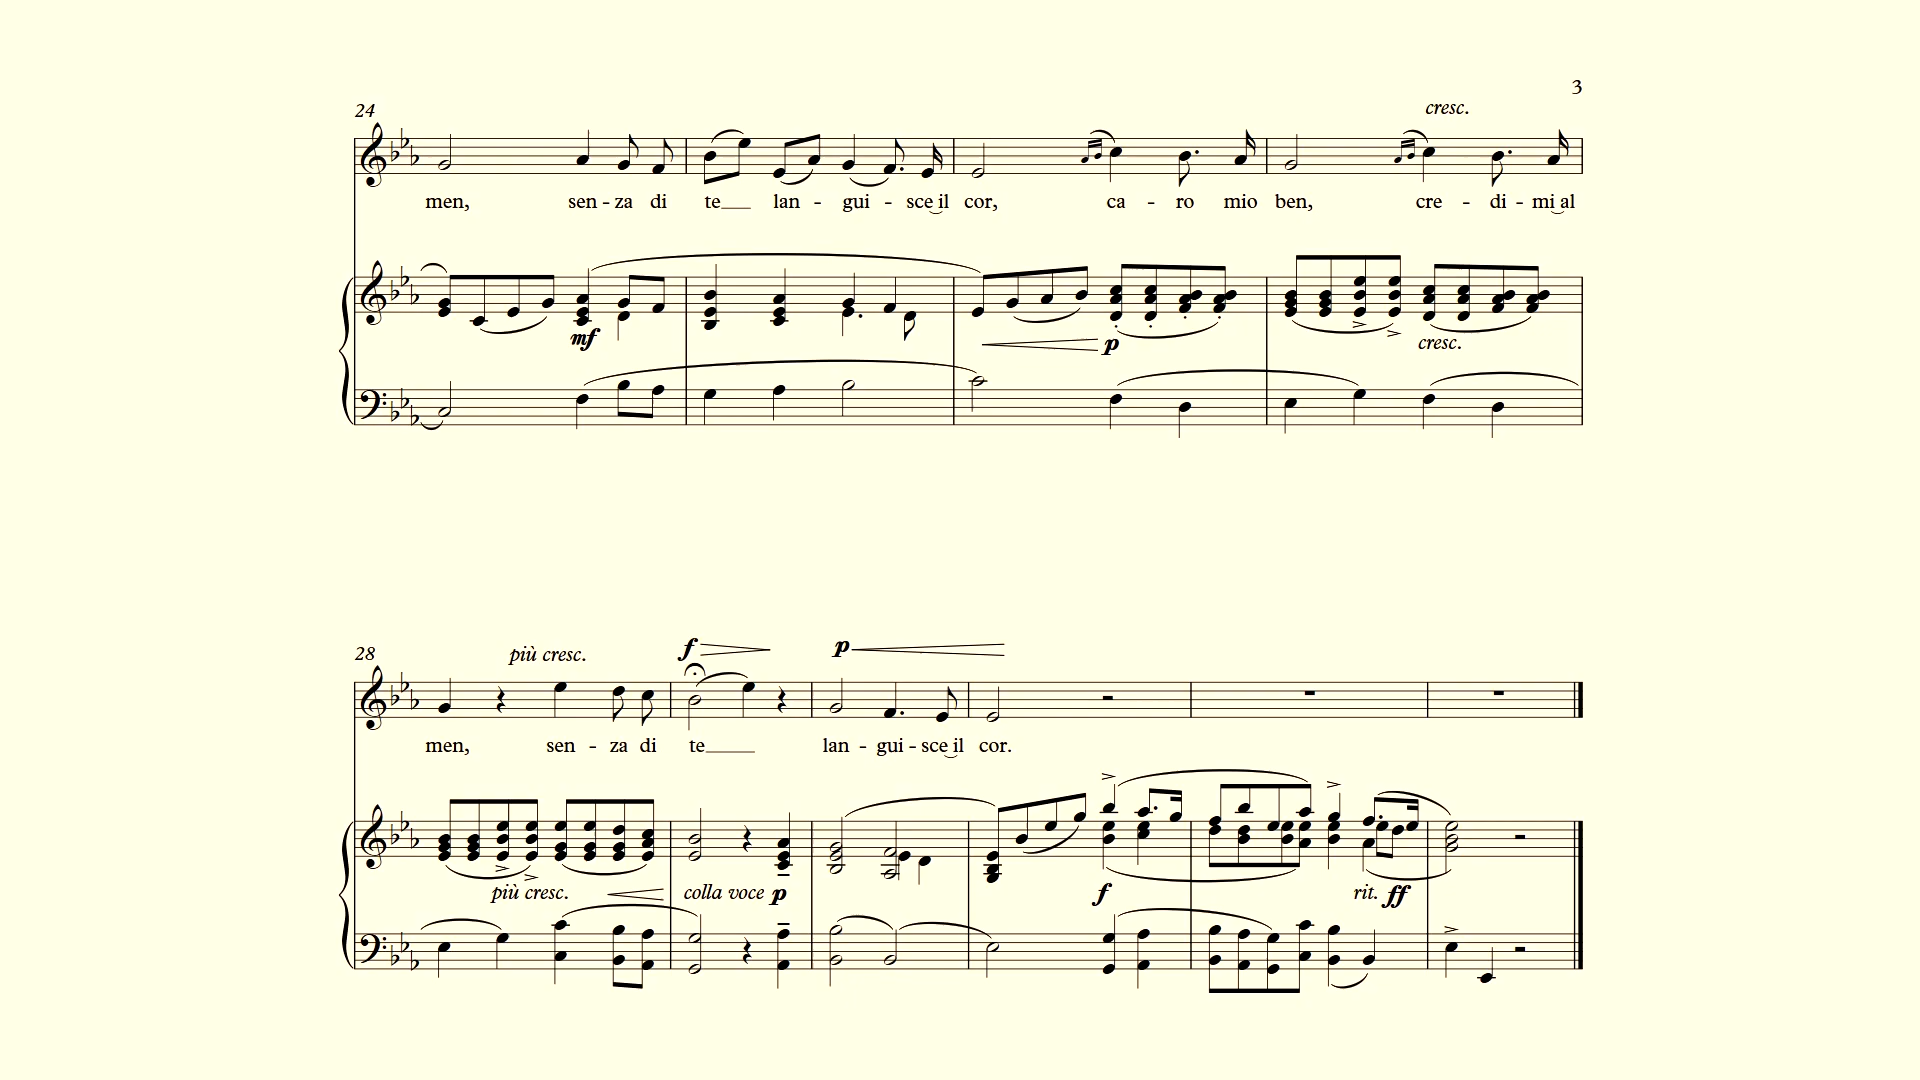 3
24
cresc.
men, sen - za di te lan - gui - sce il cor, ca - ro mio ben, cre - di - mi al
mf
p
cresc.
28
più cresc.
f
p
men, sen - za di te lan - gui - sce il cor.
più cresc.
colla voce p
f
rit. ff